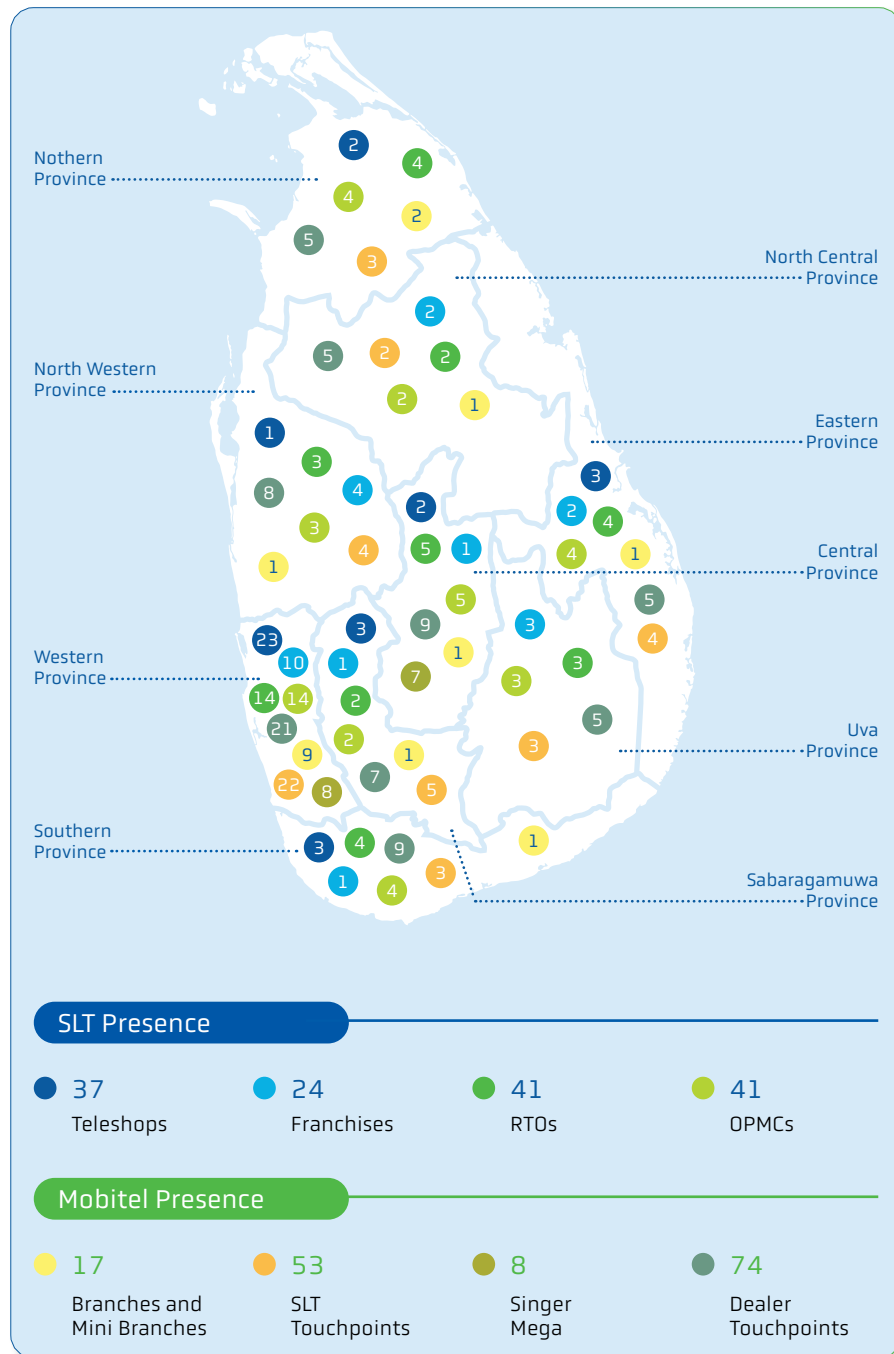 2
4
Nothern
Province
4
2
5
3
North Central
Province
2
5
2
2
North Western
Province
2
1
Eastern
Province
1
3
3
8
4
2
2
4
3
5
1
4
1
4
Central
Province
1
5
5
9
3
4
3
23
10
1
1
3
Western
Province
7
3
14
14
2
21
2
5
9
1
3
Uva
Province
22
8
7
5
Southern
Province
3
4
9
1
1
4
3
Sabaragamuwa
Province
SLT Presence
37
24
41
41
Teleshops
Franchises
RTOs
OPMCs
Mobitel Presence
17
53
8
74
Branches and
Mini Branches
SLT
Touchpoints
Singer
Mega
Dealer
Touchpoints